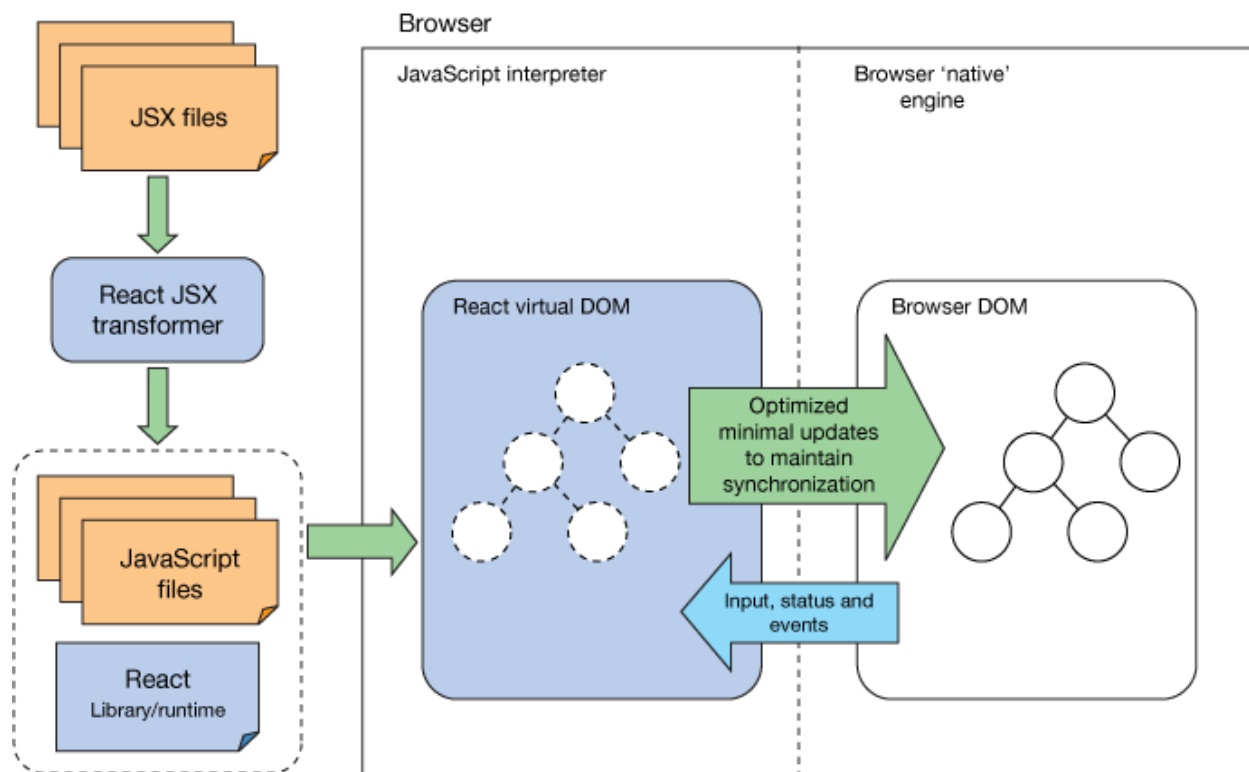 Browser
JSX files
JavaScript interpreter
Browser ‘native’
engine
React JSX
transformer
React virtual DOM
Browser DOM
Optimized
minimal updates
to maintain
synchronization
JavaScript
files
Input, status and
events
React
Library/runtime